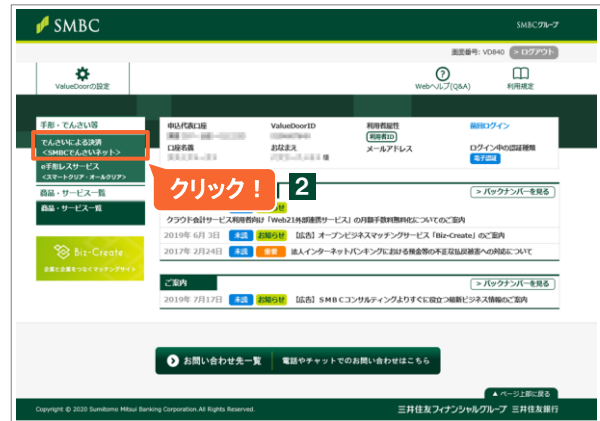 SMBC
SMBCグループ
画面番号: VD840
> ログアウト
ValueDoorの設定
Webヘルプ(Q&A)
利用規定
手形・でんさい等
でんさいによる決済
<SMBCでんさいネット>
e手形レスサービス
<スマートクリア・オールクリア>
商品・サービス一覧
商品・サービス一覧
Biz-Create
企業と企業をつなぐマッチングサイト
申込代表口座
ValueDoorID
利用者属性
利用者ID
前回ログイン
口座名義
おなまえ
様
メールアドレス
ログイン中の認証種類
電子認証
クリック！
2
> バックナンバーを見る
お知らせ
クラウド会計サービス利用者向け「Web21外部連携サービス」の月額手数料無料化についてのご案内
2019年 6月 3日 未読 お知らせ 【広告】オープンビジネスマッチングサービス「Biz-Create」のご案内
2017年 2月24日 未読 重要 法人インターネットバンキングにおける預金等の不正な払戻被害への対応について
ご案内
> バックナンバーを見る
2019年 7月17日 未読 お知らせ 【広告】SMBCコンサルティングよりすぐに役立つ最新ビジネス情報のご案内
お問い合わせ先一覧
電話やチャットでのお問い合わせはこちら
▲ ページ上部に戻る
Copyright © 2020 Sumitomo Mitsui Banking Corporation.All Rights Reserved.
三井住友フィナンシャルグループ 三井住友銀行